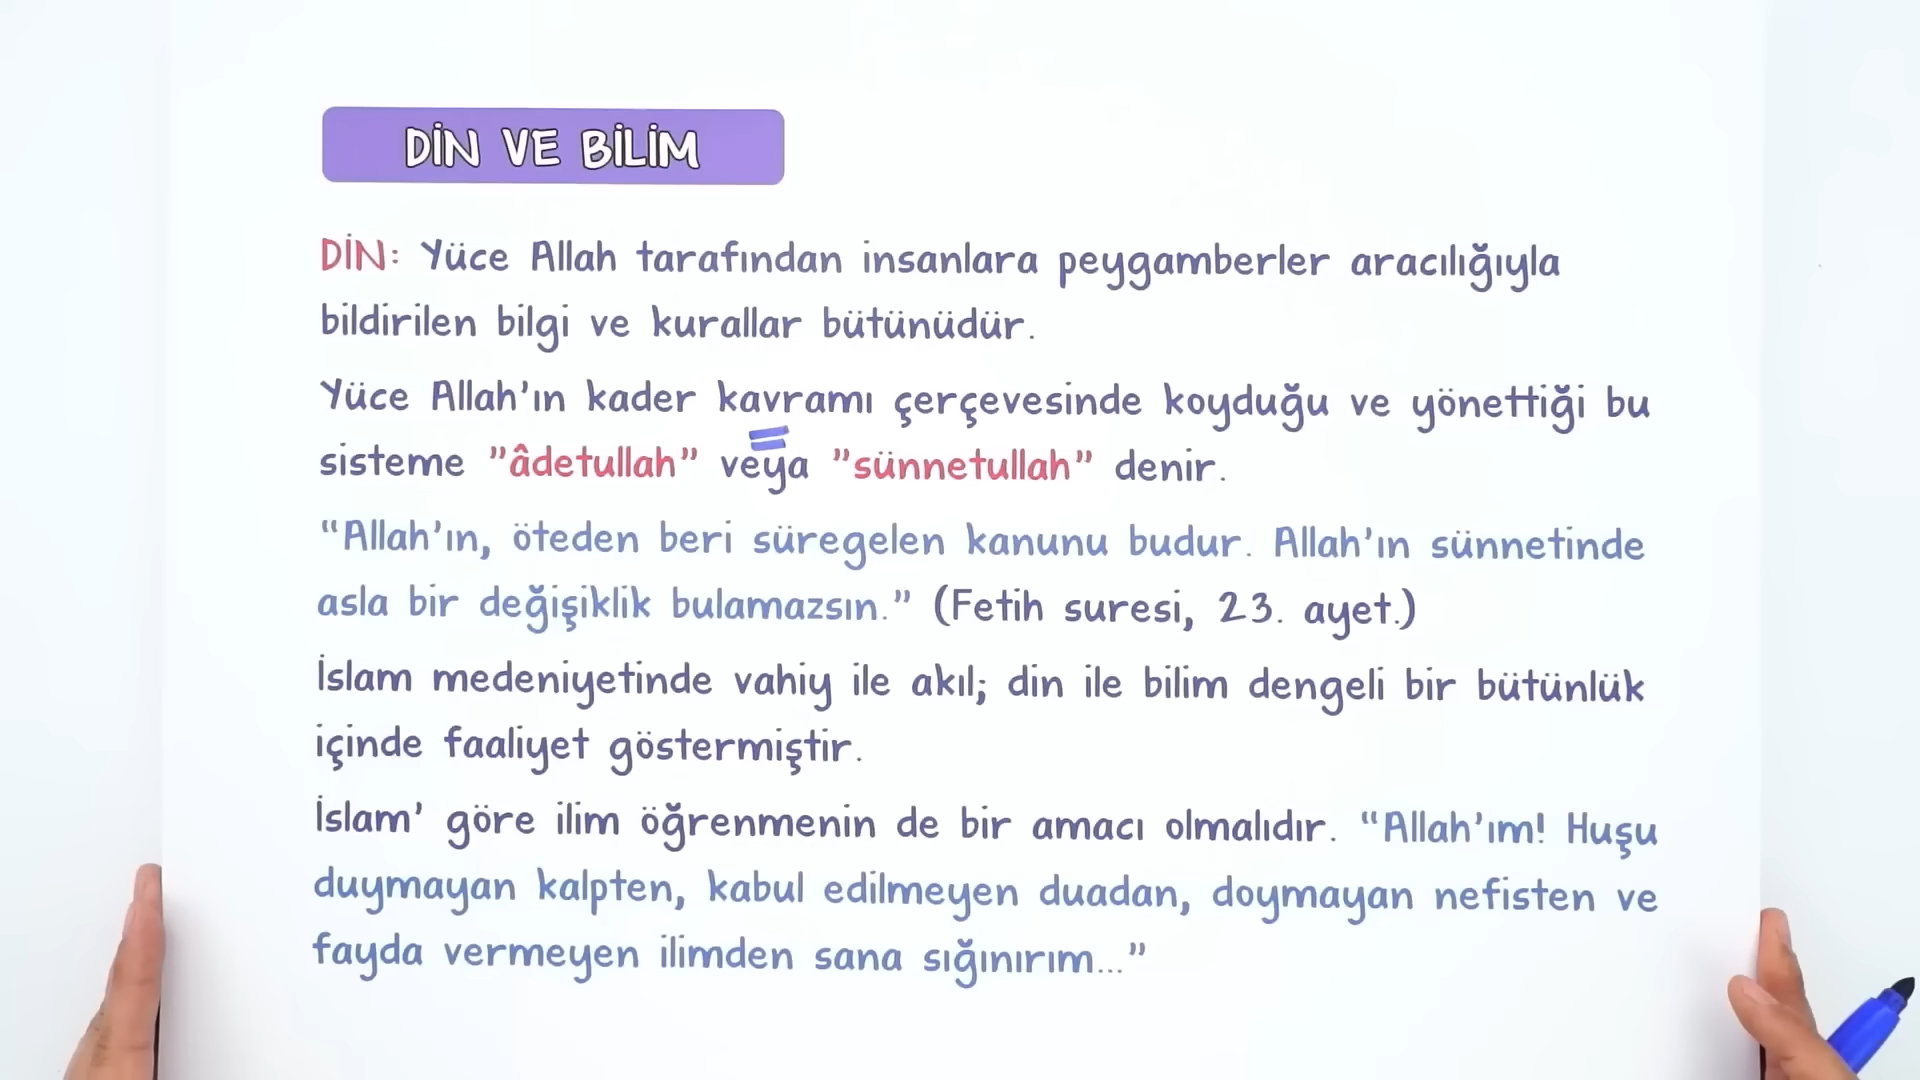 DİN VE BİLİM
DİN: Yüce Allah tarafından insanlara peygamberler aracılığıyla
bildirilen bilgi ve kurallar bütünüdür.
Yüce Allah'ın kader kavramı çerçevesinde koyduğu ve yönettiği bu
sisteme "âdetullah" veya "sünnetullah" denir.
"Allah'ın, öteden beri süregelen kanunu budur. Allah'ın sünnetinde
asla bir değişiklik bulamazsın." (Fetih suresi, 23. ayet.)
İslam medeniyetinde vahiy ile akıl; din ile bilim dengeli bir bütünlük
içinde faaliyet göstermiştir.
İslam' göre ilim öğrenmenin de bir amacı olmalıdır. "Allah'ım! Huşu
duymayan kalpten, kabul edilmeyen duadan, doymayan nefisten ve
fayda vermeyen ilimden sana sığınırım..."